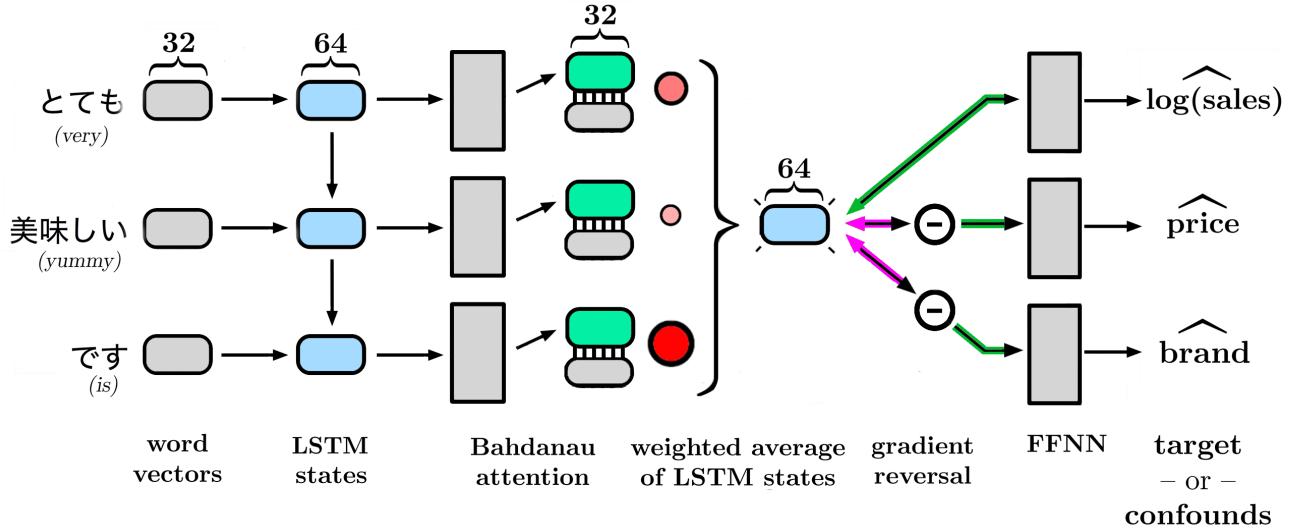 32
64
32
とても
(very)
log(sales)
64
美味しい
(yummy)
−
price
−
です
(is)
brand
word
vectors
LSTM
states
Bahdanau
attention
weighted average
of LSTM states
gradient
reversal
FFNN
target
– or –
confounds